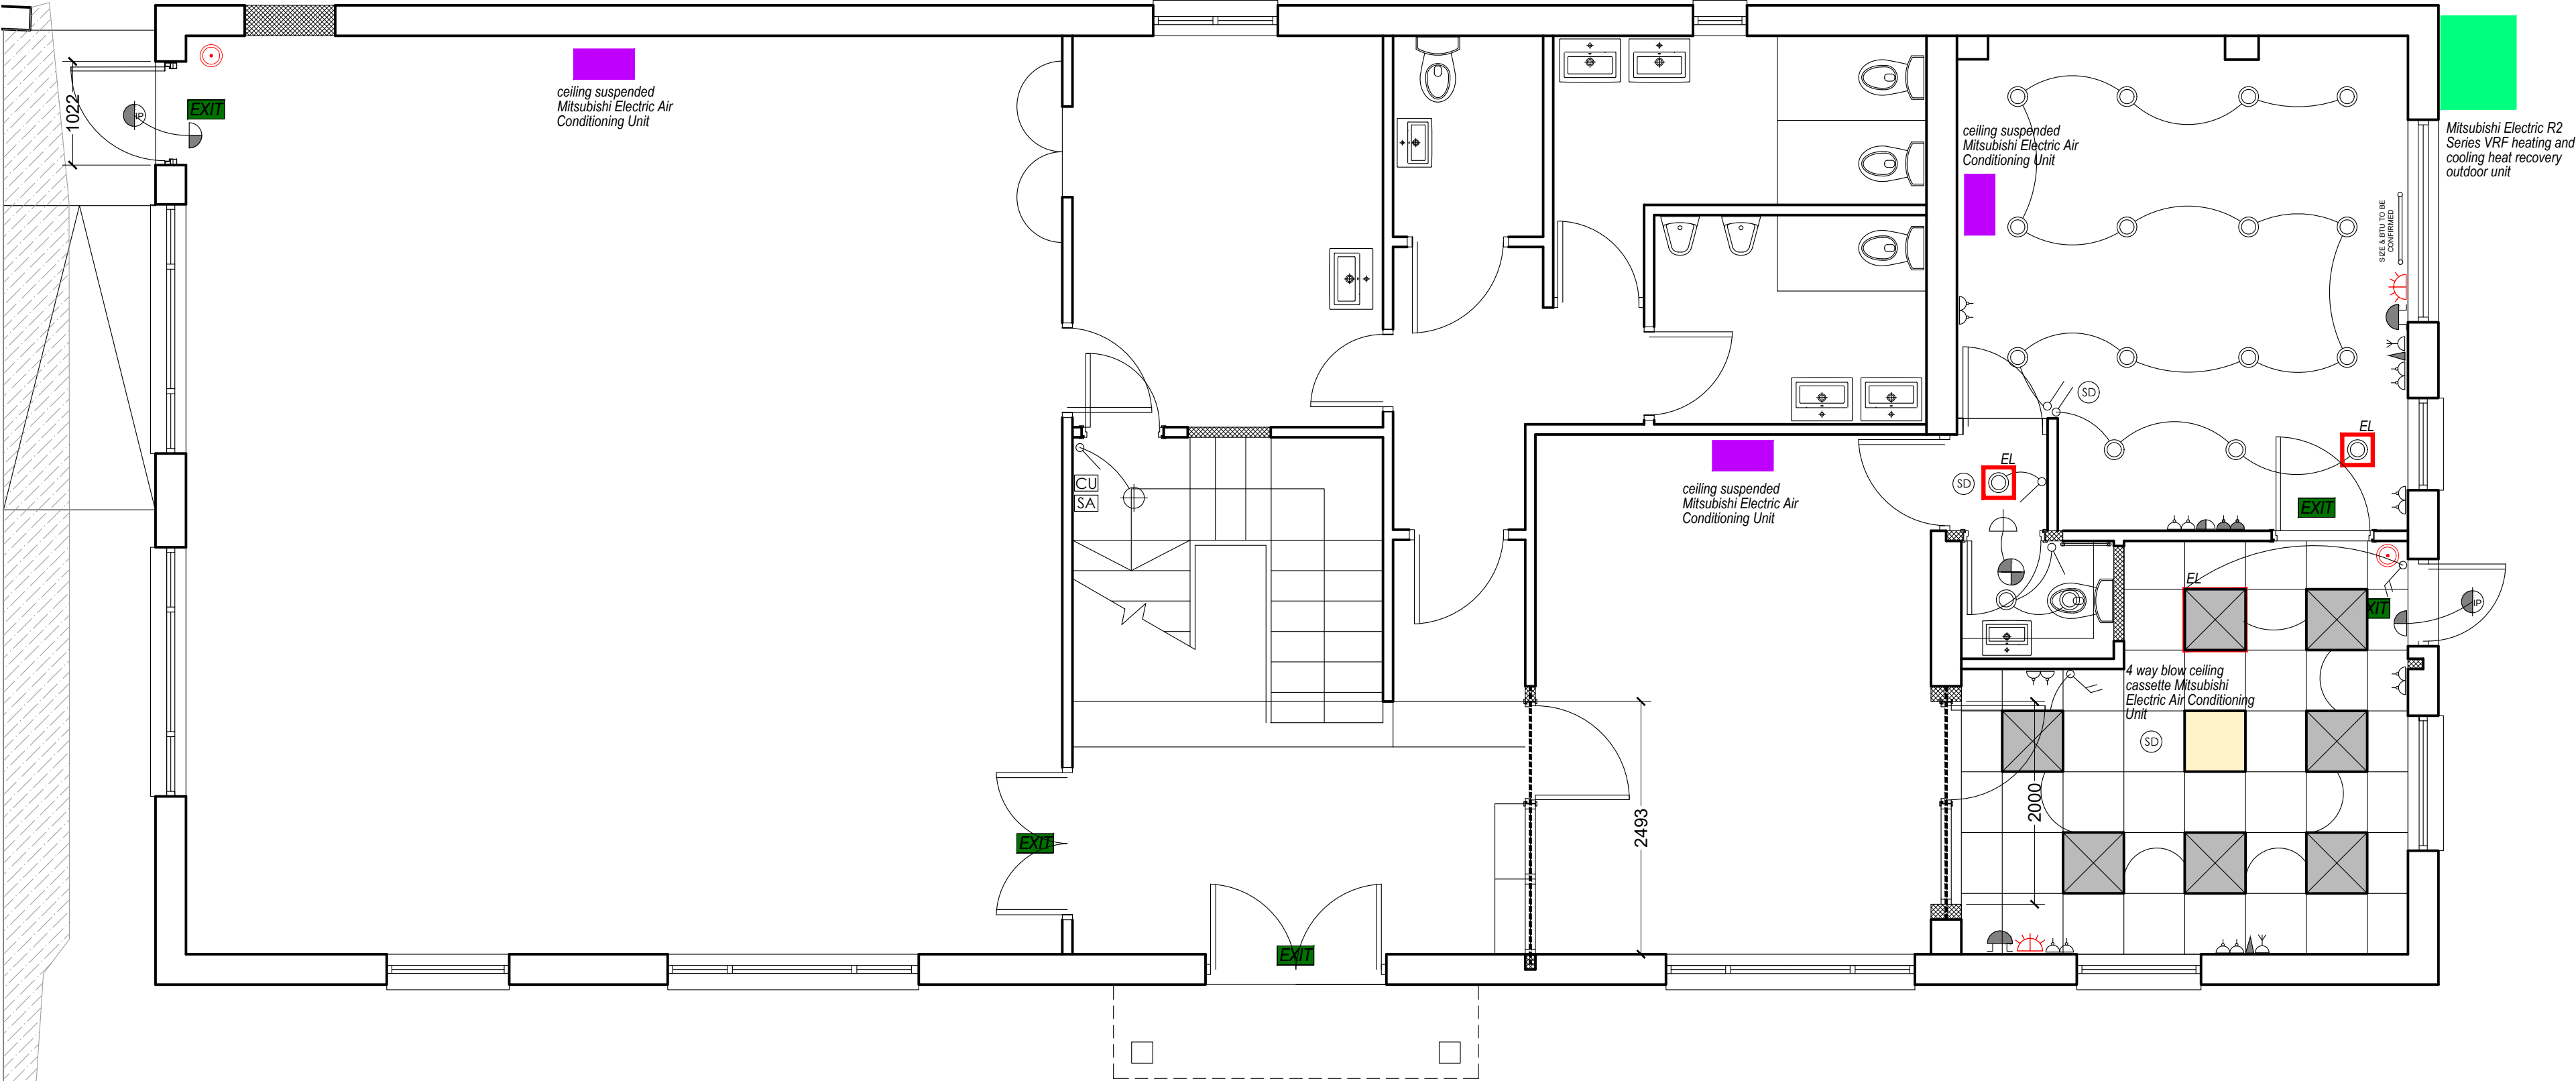 1022
IP
EXIT
ceiling suspended
Mitsubishi Electric Air
Conditioning Unit
ceiling suspended
Mitsubishi Electric Air
Conditioning Unit
Mitsubishi Electric R2
Series VRF heating and
cooling heat recovery
outdoor unit
SIZE & BTU TO BE
CONFIRMED
SD
EL
EXIT
CU
SA
ceiling suspended
Mitsubishi Electric Air
Conditioning Unit
SD
EL
EL
XIT
IP
4 way blow ceiling
cassette Mitsubishi
Electric Air Conditioning
Unit
SD
2493
2000
EXIT
EXIT